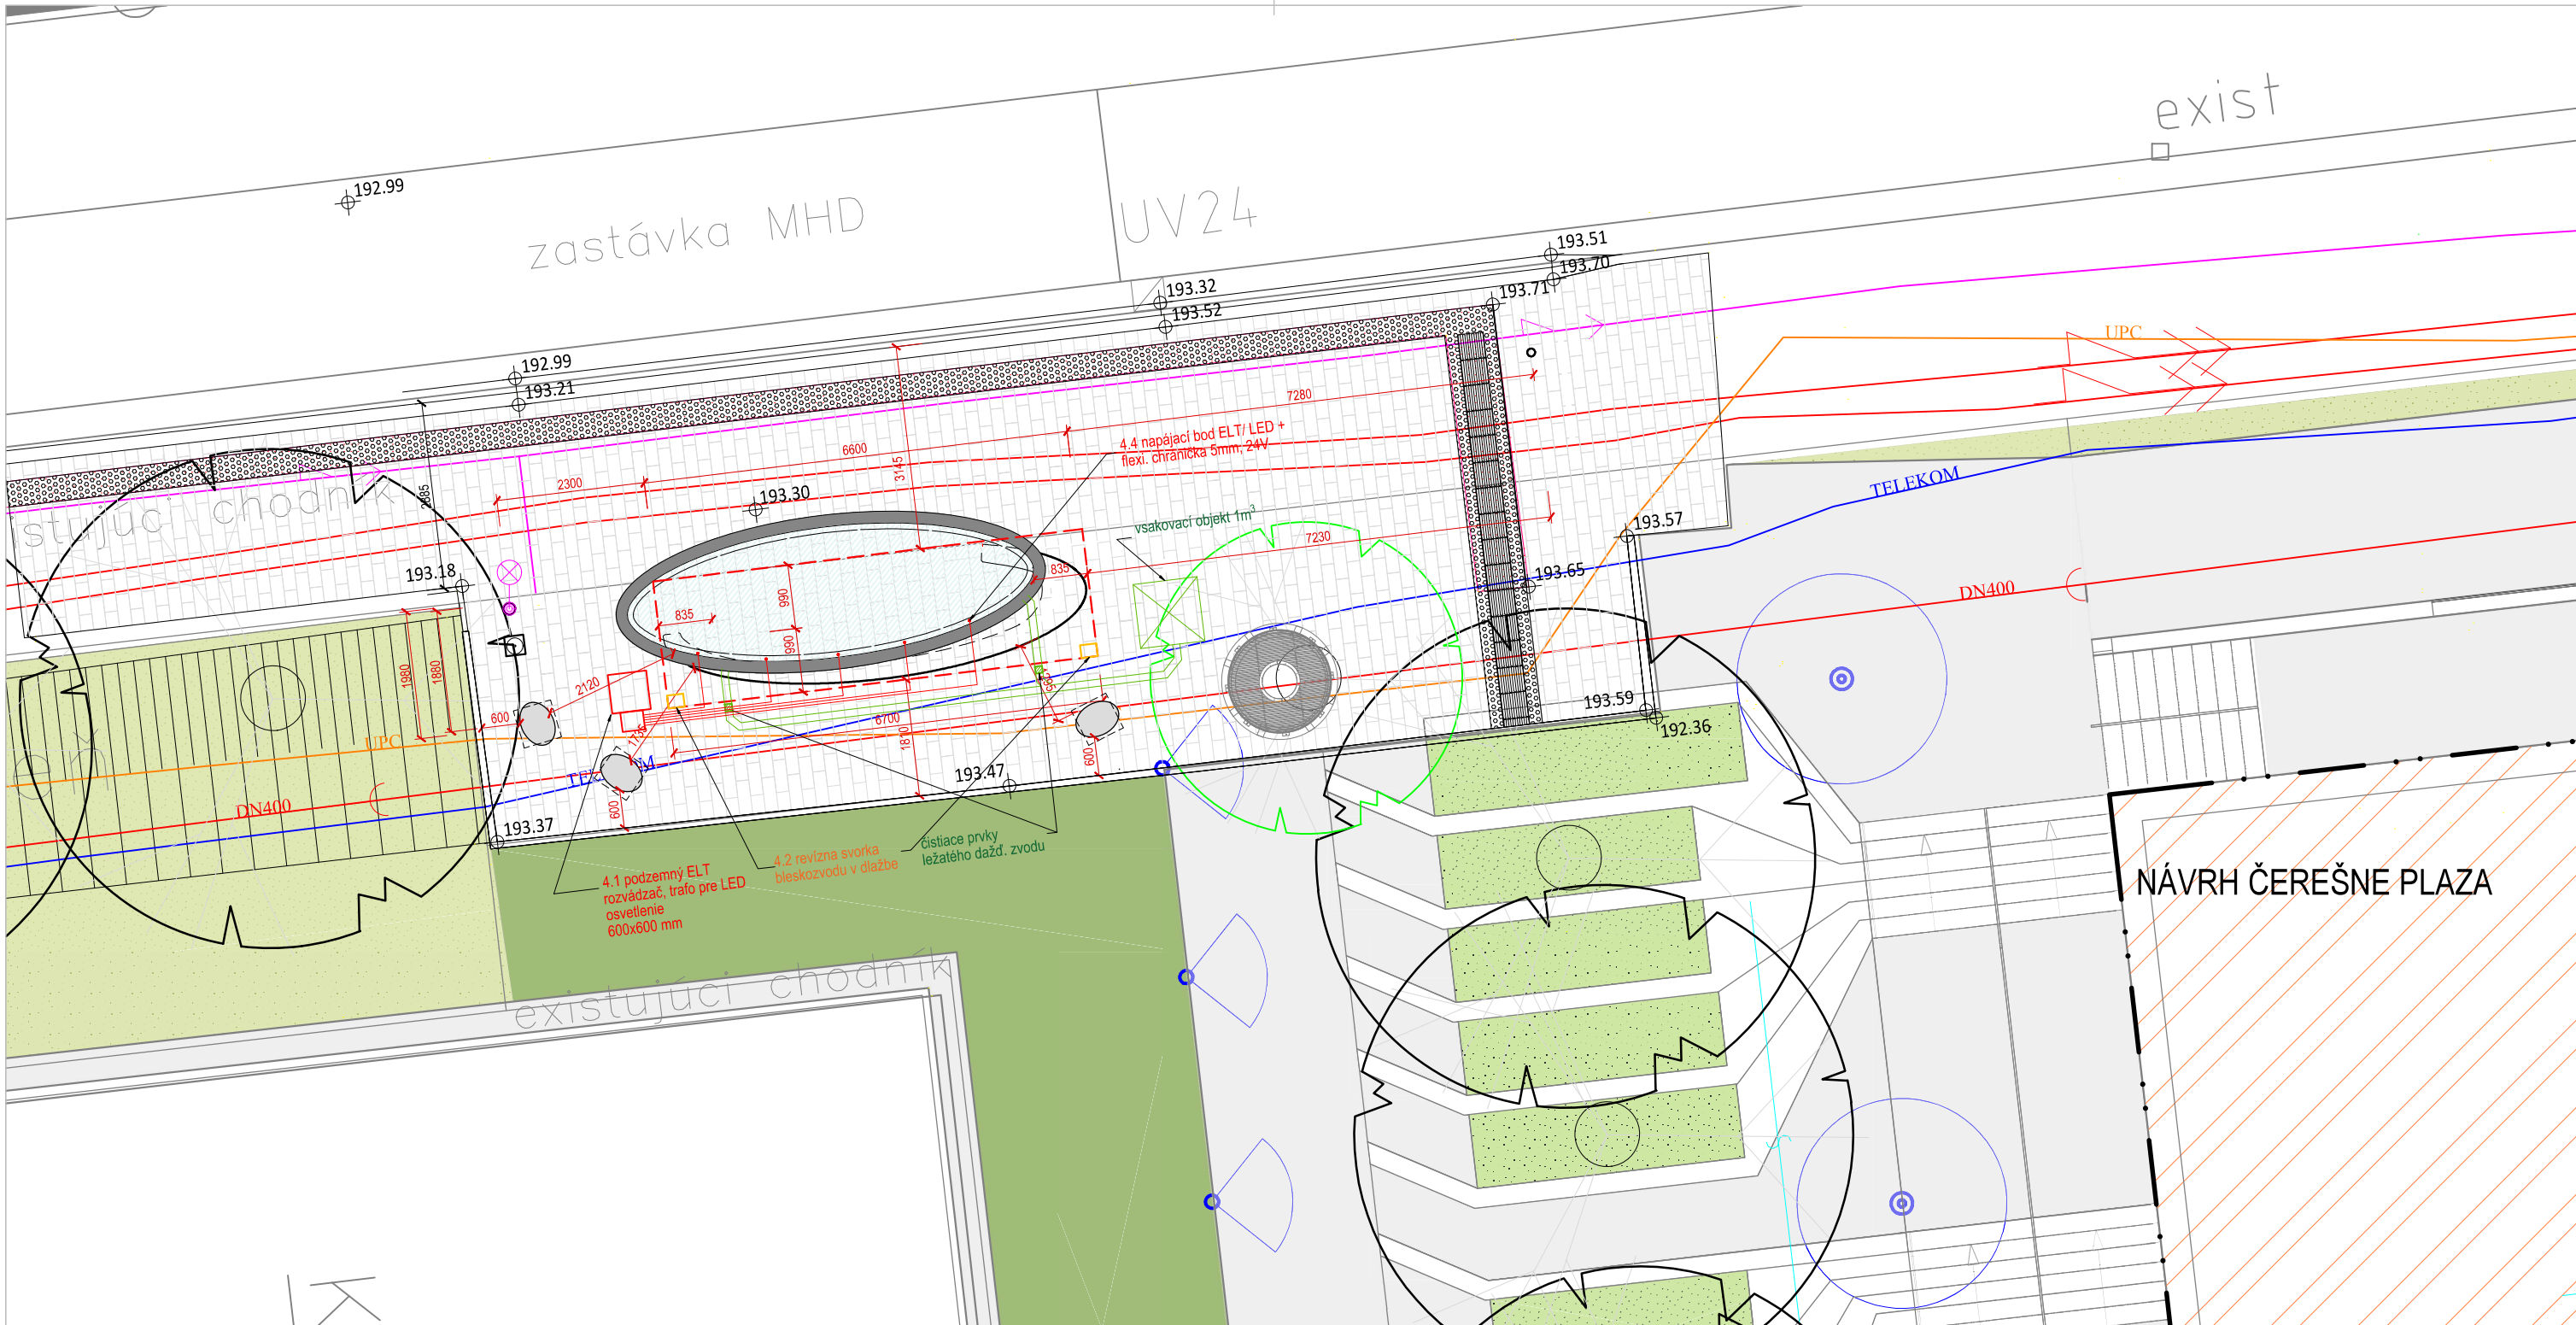 exist
192.99
zastávka MHD
UV24
193.51
193.70
193.32
193.71
193.52
UPC
192.99
193.21
7280
6600
4.4 napájací bod ELT/ LED +
flexi. chránička 5mm, 24V
3145
2300
TELEKOM
193.30
vsakovací objekt 1m³
193.57
7230
chodník
193.18
835
193.65
DN400
990
835
990
1980
1880
2120
193.59
192.36
600
6700
UPC
1735
1810
600
TELEKOM
193.47
DN400
600
193.37
čistiace prvky
ležatého dažď. zvodu
4.2 revízna svorka
bleskozvodu v dlažbe
4.1 podzemný ELT
rozvádzač, trafo pre LED
osvetlenie
600x600 mm
NÁVRH ČEREŠNE PLAZA
existujúci chodník
K